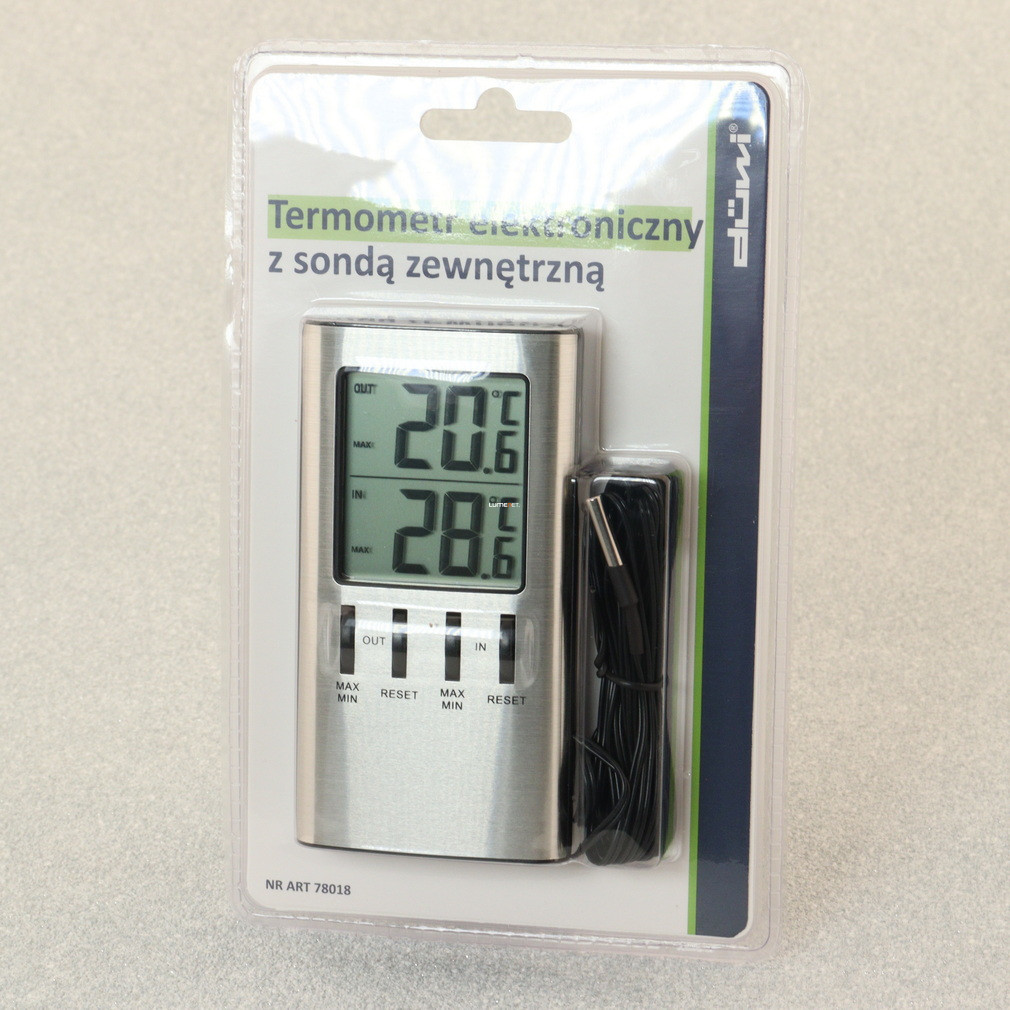 Termometr elektroniczny
z sondą zewnętrzną
OUT
°C
20.6
MAX
IN
°C
28.6
MAX
OUT
IN
MAX
MIN
RESET
MAX
MIN
RESET
NR ART 78018